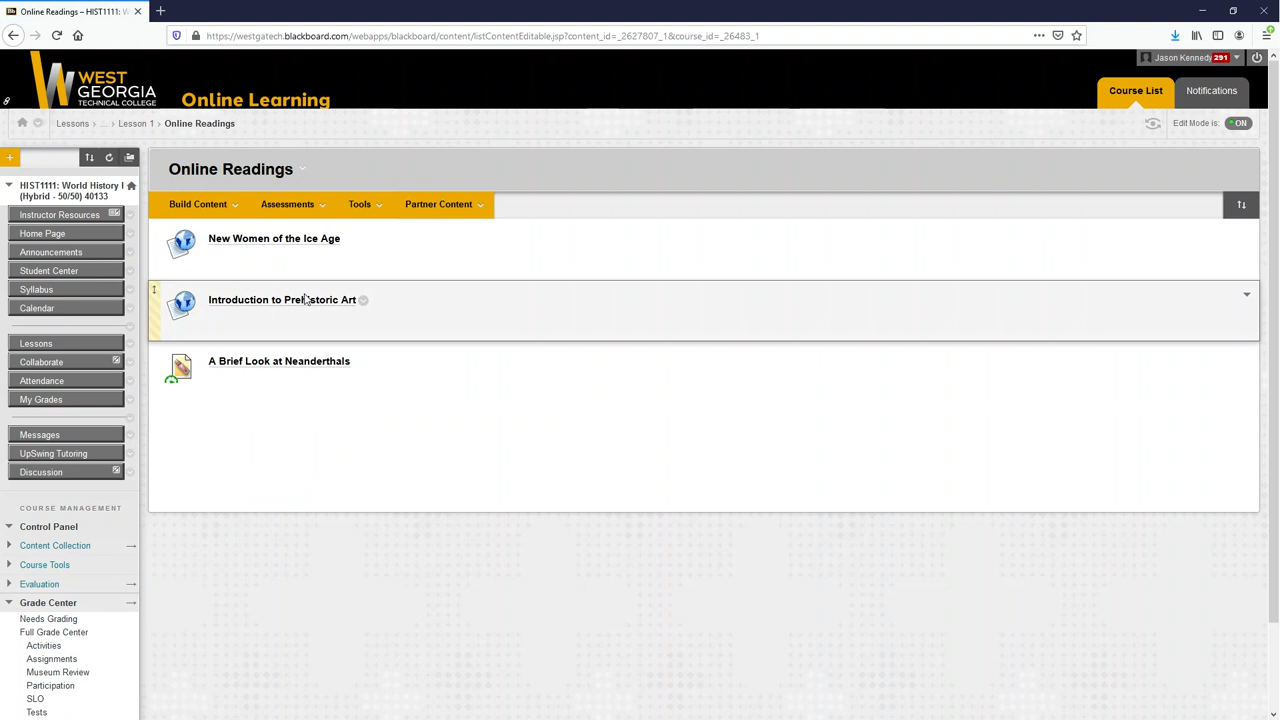 Online Readings – HIST1111: W
https://westgatech.blackboard.com/webapps/blackboard/content/listContentEditable.jsp?content_id=_2627807_1&course_id=_26483_1
Jason Kennedy 291
WEST
GEORGIA
TECHNICAL COLLEGE
Online Learning
Course List
Notifications
Lessons > ... > Lesson 1 > Online Readings
Edit Mode is: ON
HIST1111: World History I
(Hybrid - 50/50) 40133
Instructor Resources
Home Page
Announcements
Student Center
Syllabus
Calendar
Lessons
Collaborate
Attendance
My Grades
Messages
UpSwing Tutoring
Discussion
COURSE MANAGEMENT
Control Panel
Content Collection
Course Tools
Evaluation
Grade Center
Needs Grading
Full Grade Center
Activities
Assignments
Museum Review
Participation
SLO
Tests
Online Readings
Build Content
Assessments
Tools
Partner Content
New Women of the Ice Age
Introduction to Prehistoric Art
A Brief Look at Neanderthals